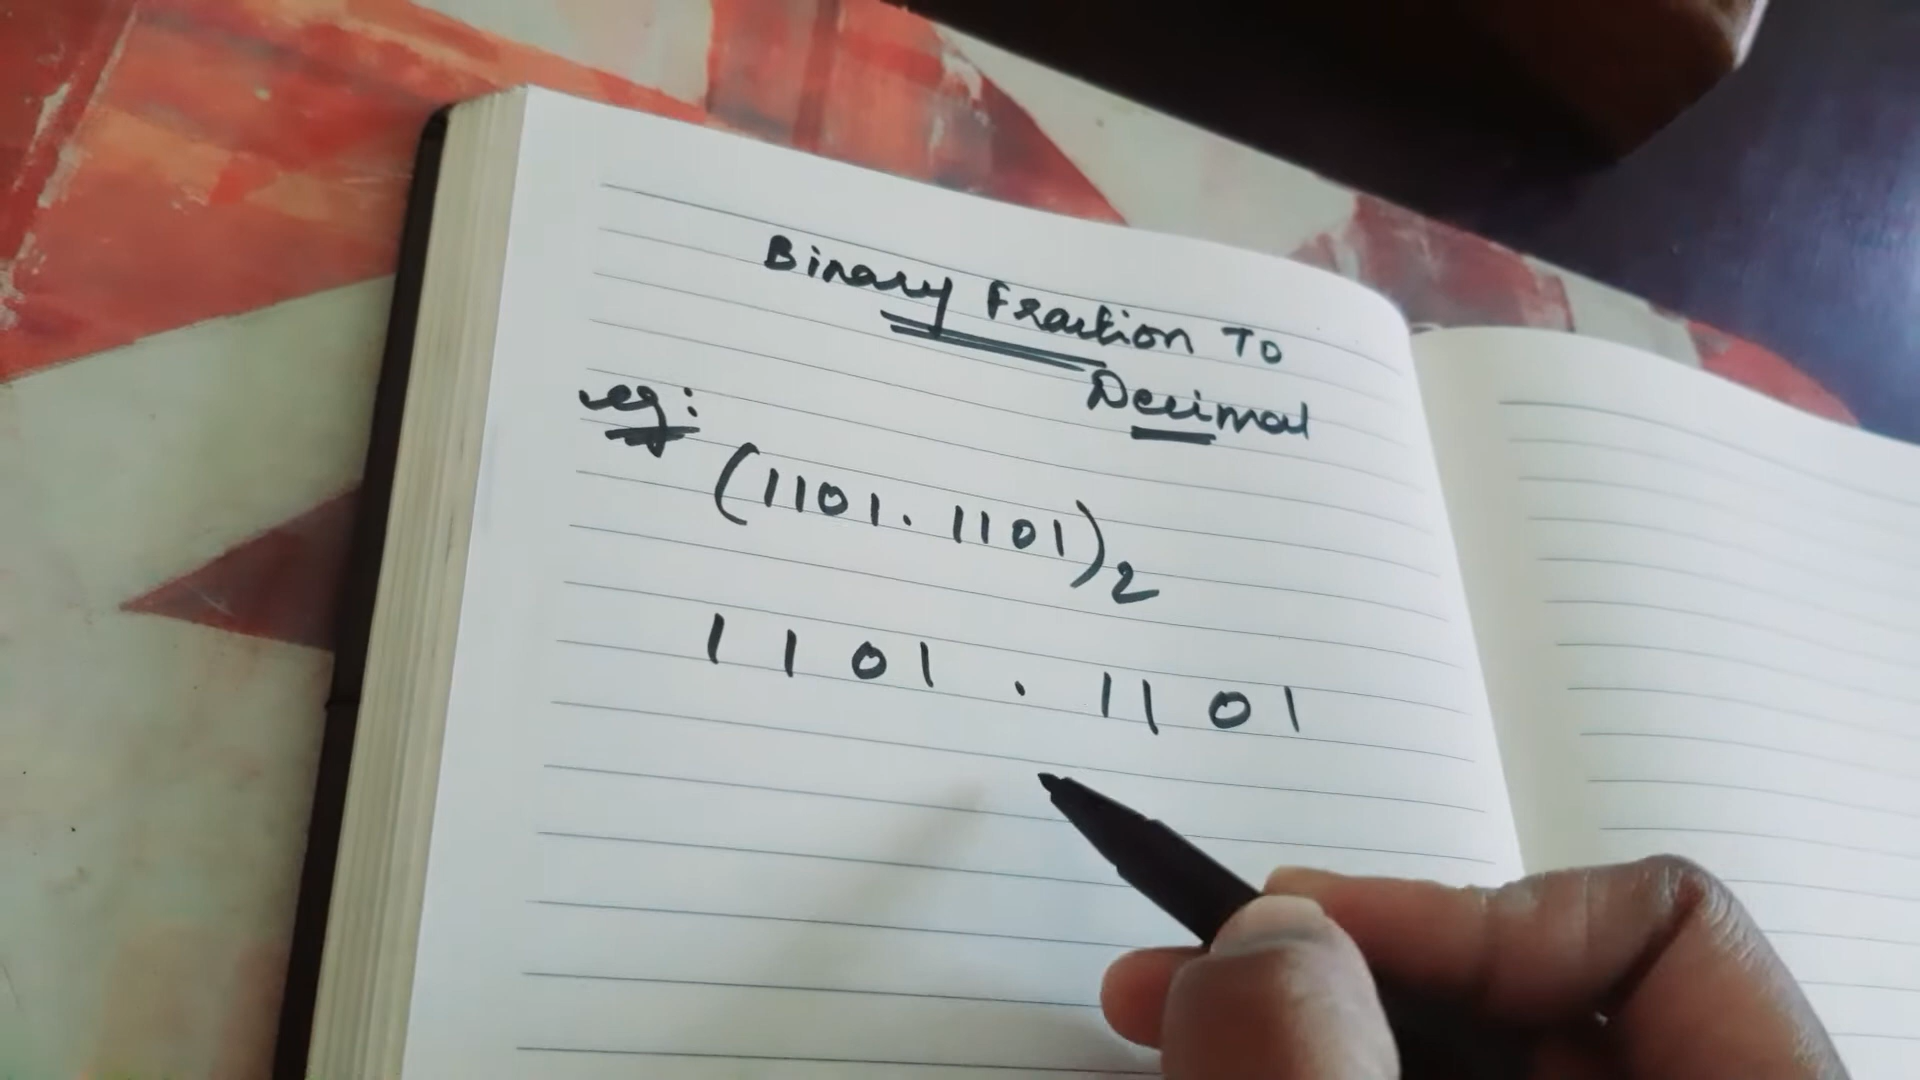 Binary Fraction To
Decimal
eg:
(1101.1101)2
1101.1101